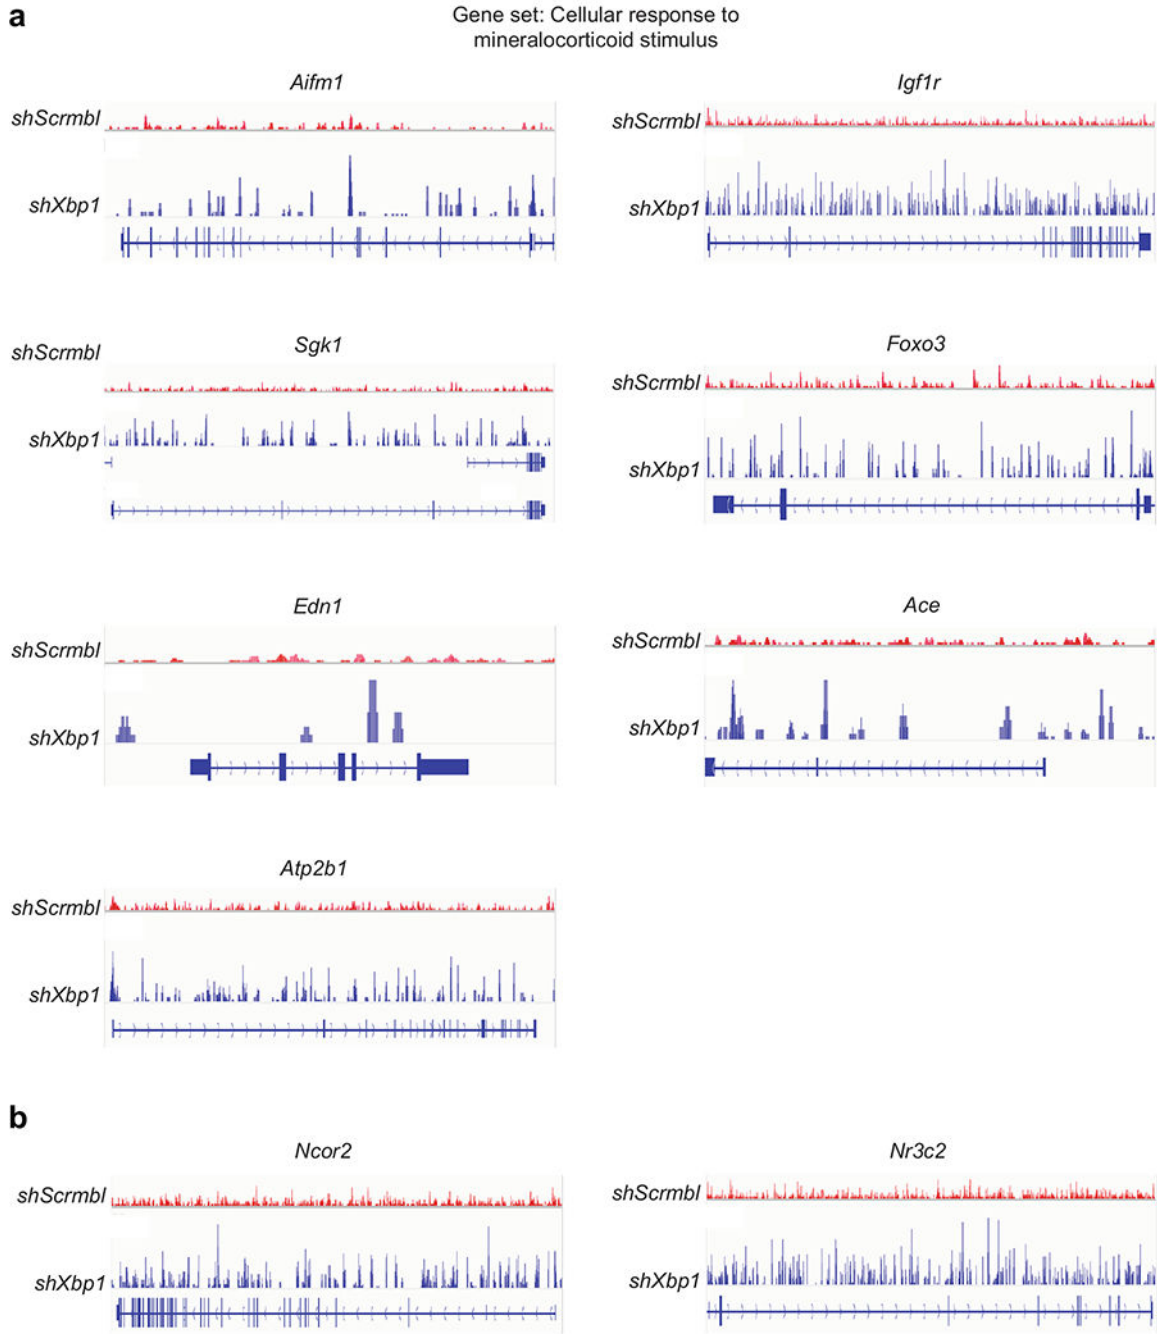 a
Gene set: Cellular response to
mineralocorticoid stimulus
Aifm1
shScrmbl
shXbp1
Igf1r
shScrmbl
shXbp1
Sgk1
shScrmbl
shXbp1
Foxo3
shScrmbl
shXbp1
Edn1
shScrmbl
shXbp1
Ace
shScrmbl
shXbp1
Atp2b1
shScrmbl
shXbp1
b
Ncor2
shScrmbl
shXbp1
Nr3c2
shScrmbl
shXbp1